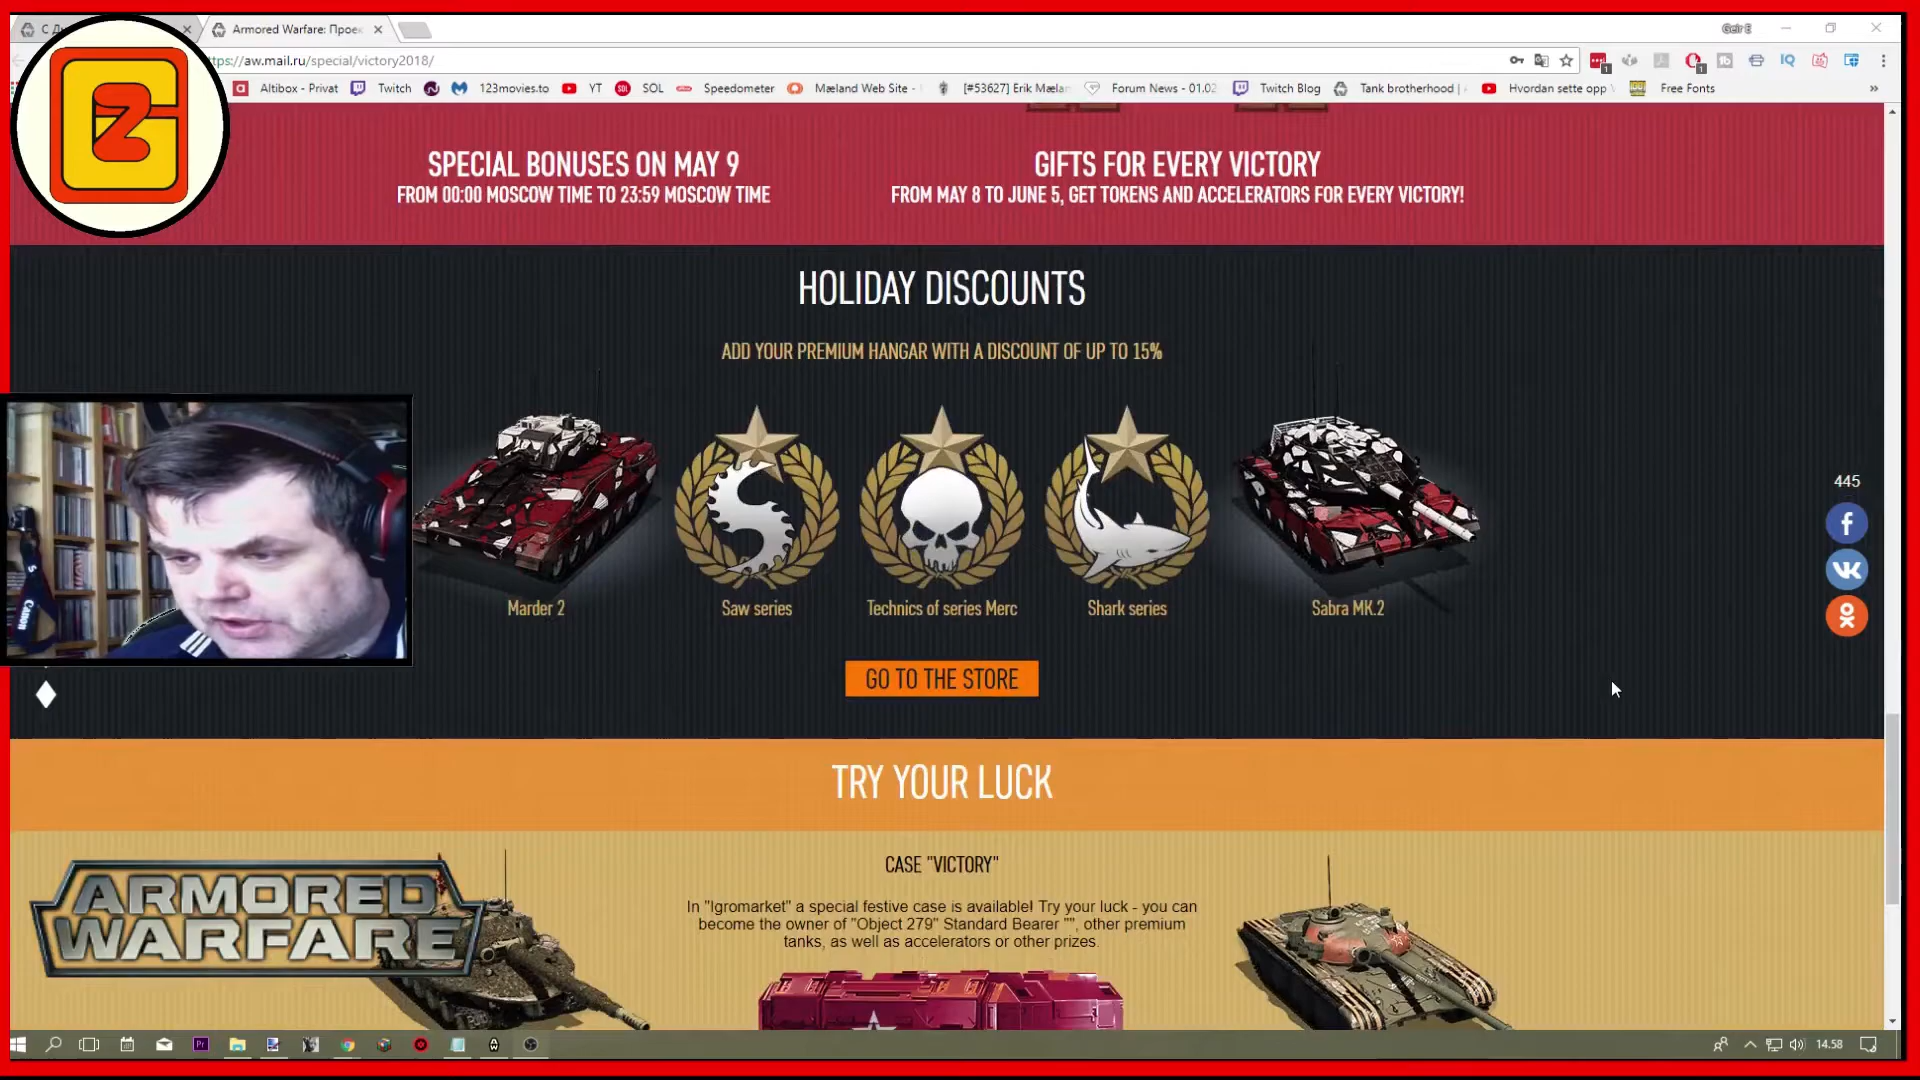 Armored Warfare: Прое
Geir E
ttps://aw.mail.ru/special/victory2018/
Altibox - Privat
Twitch
123movies.to
YT
SOL
Speedometer
Mæland Web Site -
[#53627] Erik Mælan
Forum News - 01.02
Twitch Blog
Tank brotherhood |
Hvordan sette opp
Free Fonts
»
GZ
SPECIAL BONUSES ON MAY 9
FROM 00:00 MOSCOW TIME TO 23:59 MOSCOW TIME
GIFTS FOR EVERY VICTORY
FROM MAY 8 TO JUNE 5, GET TOKENS AND ACCELERATORS FOR EVERY VICTORY!
HOLIDAY DISCOUNTS
ADD YOUR PREMIUM HANGAR WITH A DISCOUNT OF UP TO 15%
445
Marder 2
Saw series
Technics of series Merc
Shark series
Sabra MK.2
Canon
GO TO THE STORE
TRY YOUR LUCK
CASE "VICTORY"
In "Igromarket" a special festive case is available! Try your luck - you can
become the owner of "Object 279" Standard Bearer "", other premium
tanks, as well as accelerators or other prizes.
ARMORED
WARFARE
14.58